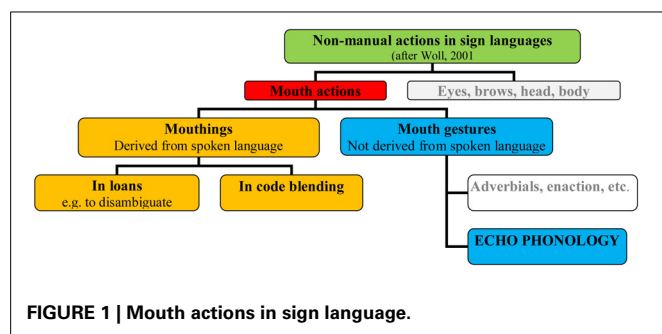 Non-manual actions in sign languages
(after Woll, 2001
Mouth actions
Eyes, brows, head, body
Mouthings
Derived from spoken language
Mouth gestures
Not derived from spoken language
In loans
e.g. to disambiguate
In code blending
Adverbials, enaction, etc.
ECHO PHONOLOGY
FIGURE 1 | Mouth actions in sign language.